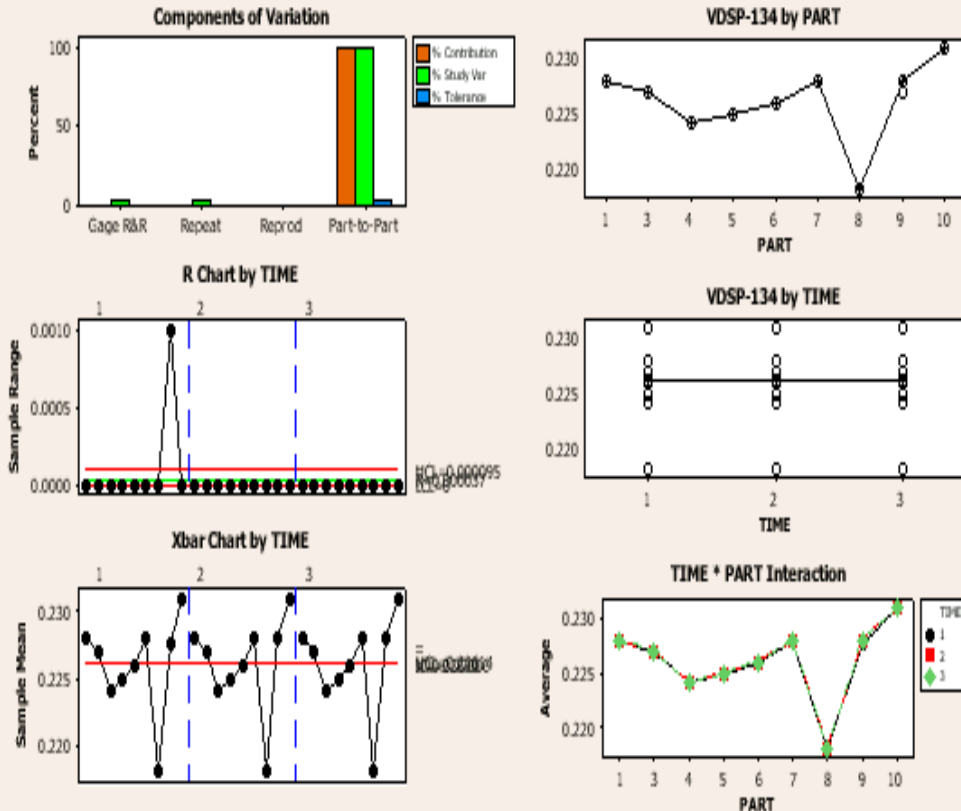 Components of Variation
Percent
100
50
0
Gage R&R Repeat Reprod Part-to-Part
% Contribution
% Study Var
% Tolerance
VDSP-134 by PART
0.230
0.225
0.220
1 3 4 5 6 7 8 9 10
PART
R Chart by TIME
1 2 3
Sample Range
0.0010
0.0005
0.0000
VDSP-134 by TIME
0.230
0.225
0.220
1 2 3
TIME
Xbar Chart by TIME
1 2 3
Sample Mean
0.230
0.225
0.220
TIME * PART Interaction
Average
0.230
0.225
0.220
1 3 4 5 6 7 8 9 10
PART
TIME
1
2
3